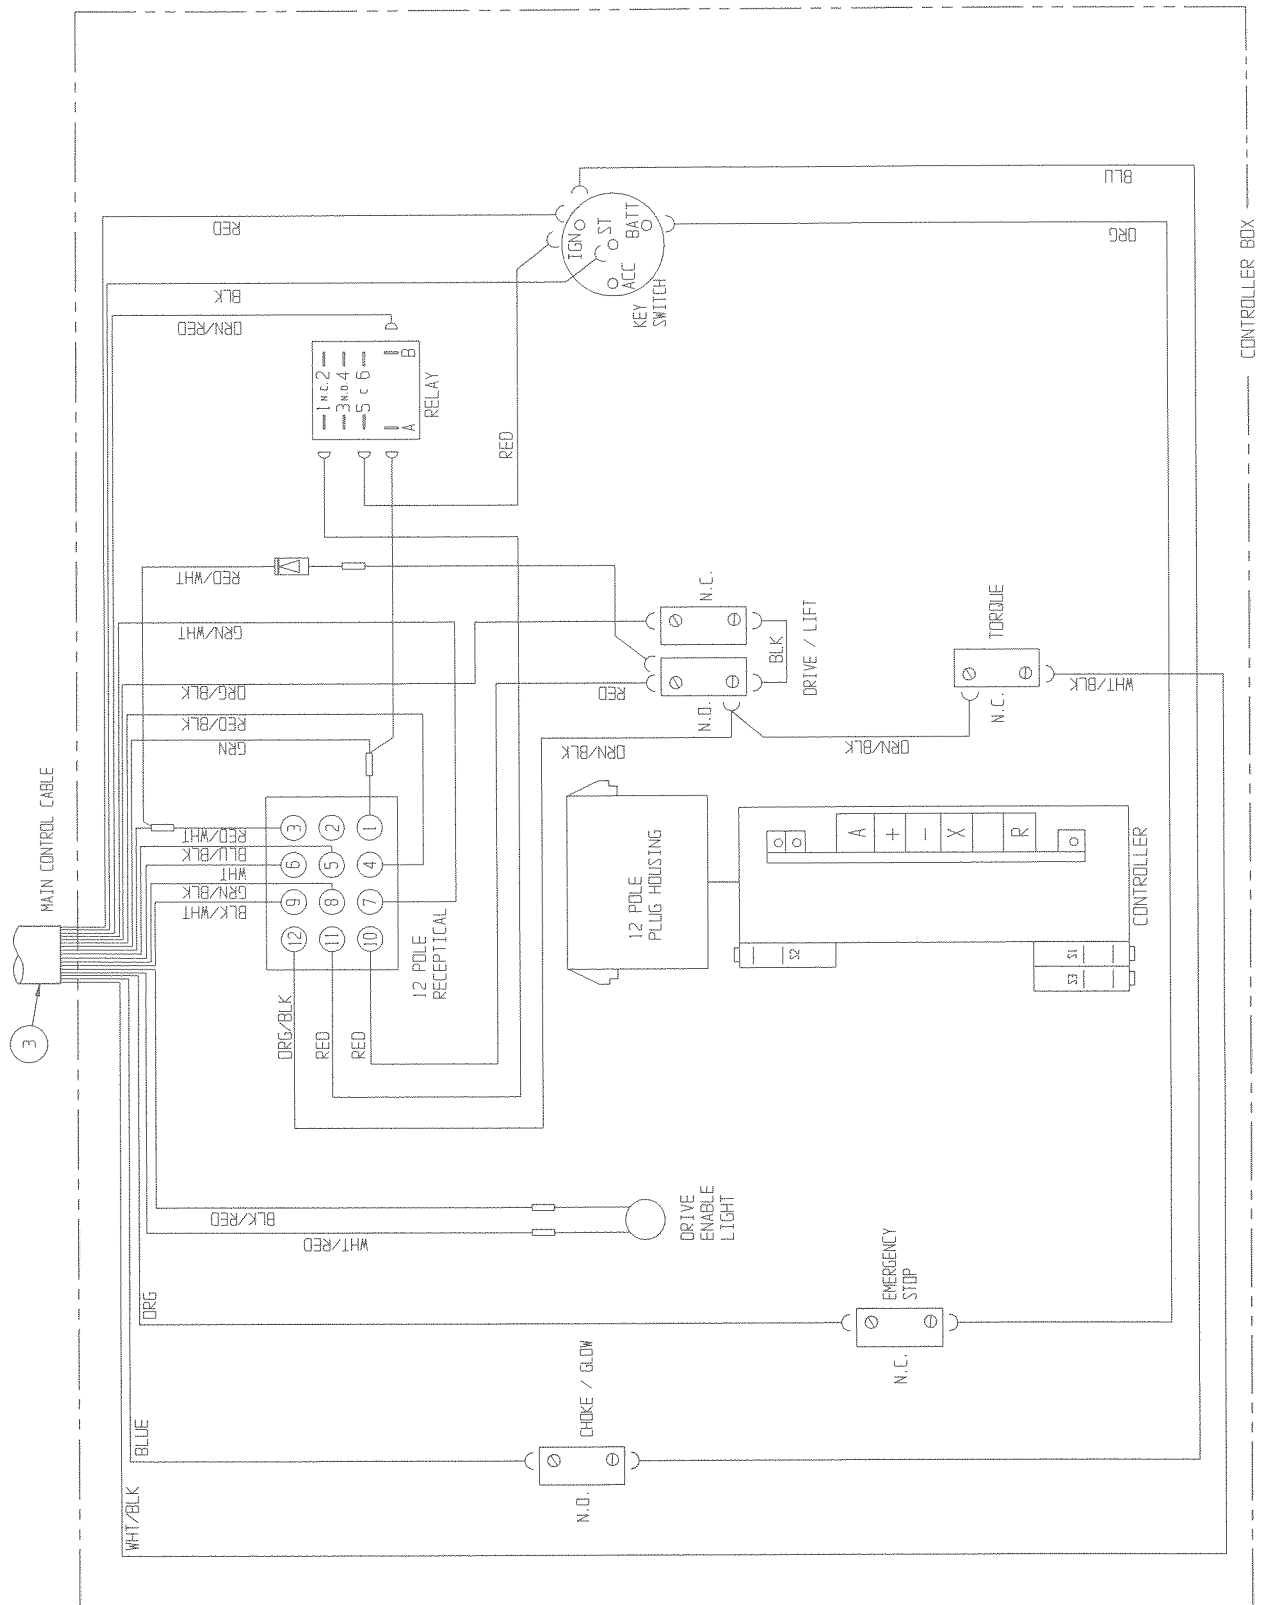 MAIN CONTROL CABLE
3
CONTROLLER BOX
RED
BLK
ORN/RED
BLU
ORG
IGN
ST
BATT
ACC
KEY
SWITCH
1 N.C. 2
3 N.O. 4
5 C 6
A
B
RELAY
RED
RED/WHT
GRN/WHT
ORG/BLK
RED/BLK
GRN
RED/WHT
BLU/BLK
WHT
GRN/BLK
BLK/WHT
3
2
1
6
5
4
9
8
7
12
11
10
12 POLE
RECEPTICAL
ORG/BLK
RED
RED
N.C.
BLK
DRIVE / LIFT
RED
N.O.
ORN/BLK
ORN/BLK
TORQUE
N.C.
WHT/BLK
12 POLE
PLUG HOUSING
A
+
-
X
R
CONTROLLER
S2
S1
S3
BLK/RED
WHT/RED
DRIVE
ENABLE
LIGHT
ORG
EMERGENCY
STOP
N.C.
BLUE
CHOKE / GLOW
N.O.
WHT/BLK